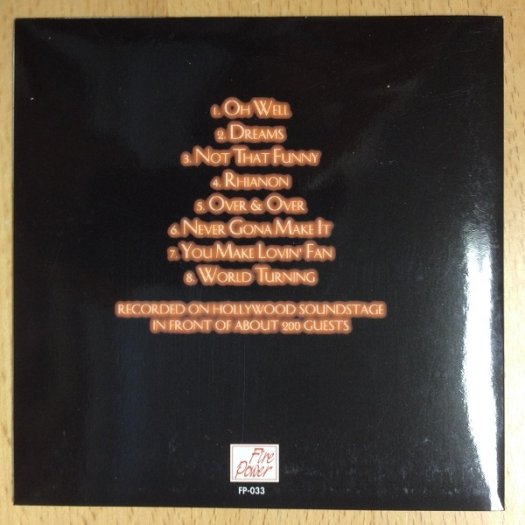 1. Oh Well
2. Dreams
3. Not That Funny
4. Rhianon
5. Over & Over
6. Never Gona Make It
7. You Make Lovin' Fan
8. World Turning
RECORDED ON HOLLYWOOD SOUNDSTAGE
IN FRONT OF ABOUT 200 GUESTS
Fire
Power
FP-033